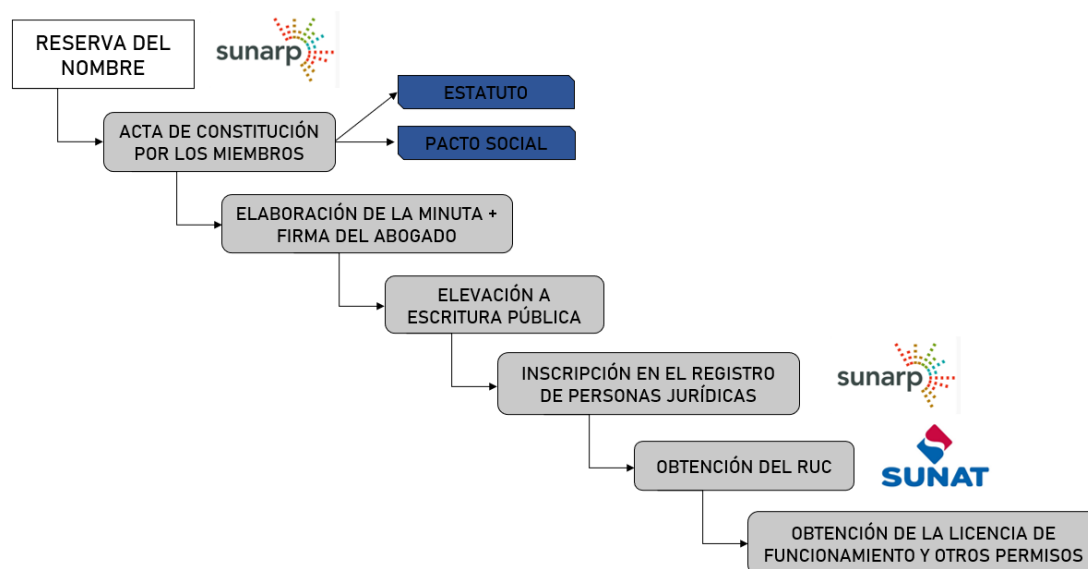 RESERVA DEL
NOMBRE
sunarp
ESTATUTO
ACTA DE CONSTITUCIÓN
POR LOS MIEMBROS
PACTO SOCIAL
ELABORACIÓN DE LA MINUTA +
FIRMA DEL ABOGADO
ELEVACIÓN A
ESCRITURA PÚBLICA
INSCRIPCIÓN EN EL REGISTRO
DE PERSONAS JURÍDICAS
sunarp
OBTENCIÓN DEL RUC
SUNAT
OBTENCIÓN DE LA LICENCIA DE
FUNCIONAMIENTO Y OTROS PERMISOS